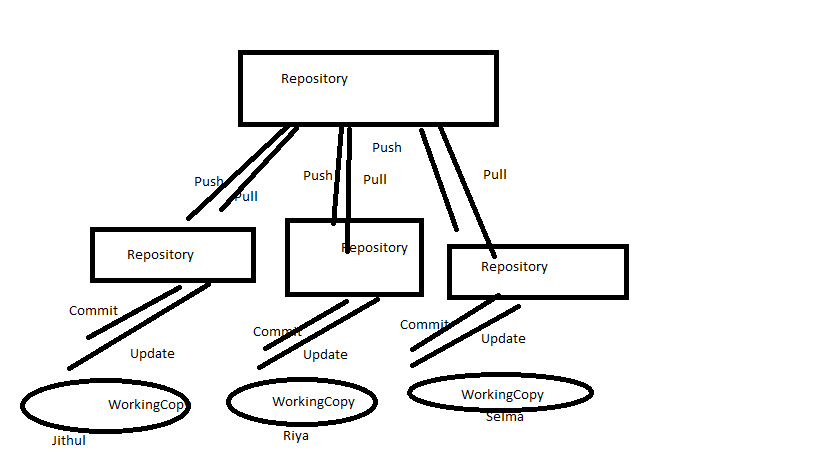 Repository
Push
Push
Pull
Push
Pull
Pull
Repository
Repository
Repository
Commit
Commit
Commit
Update
Update
Update
WorkingCopy
WorkingCopy
WorkingCopy
Jithul
Riya
Selma